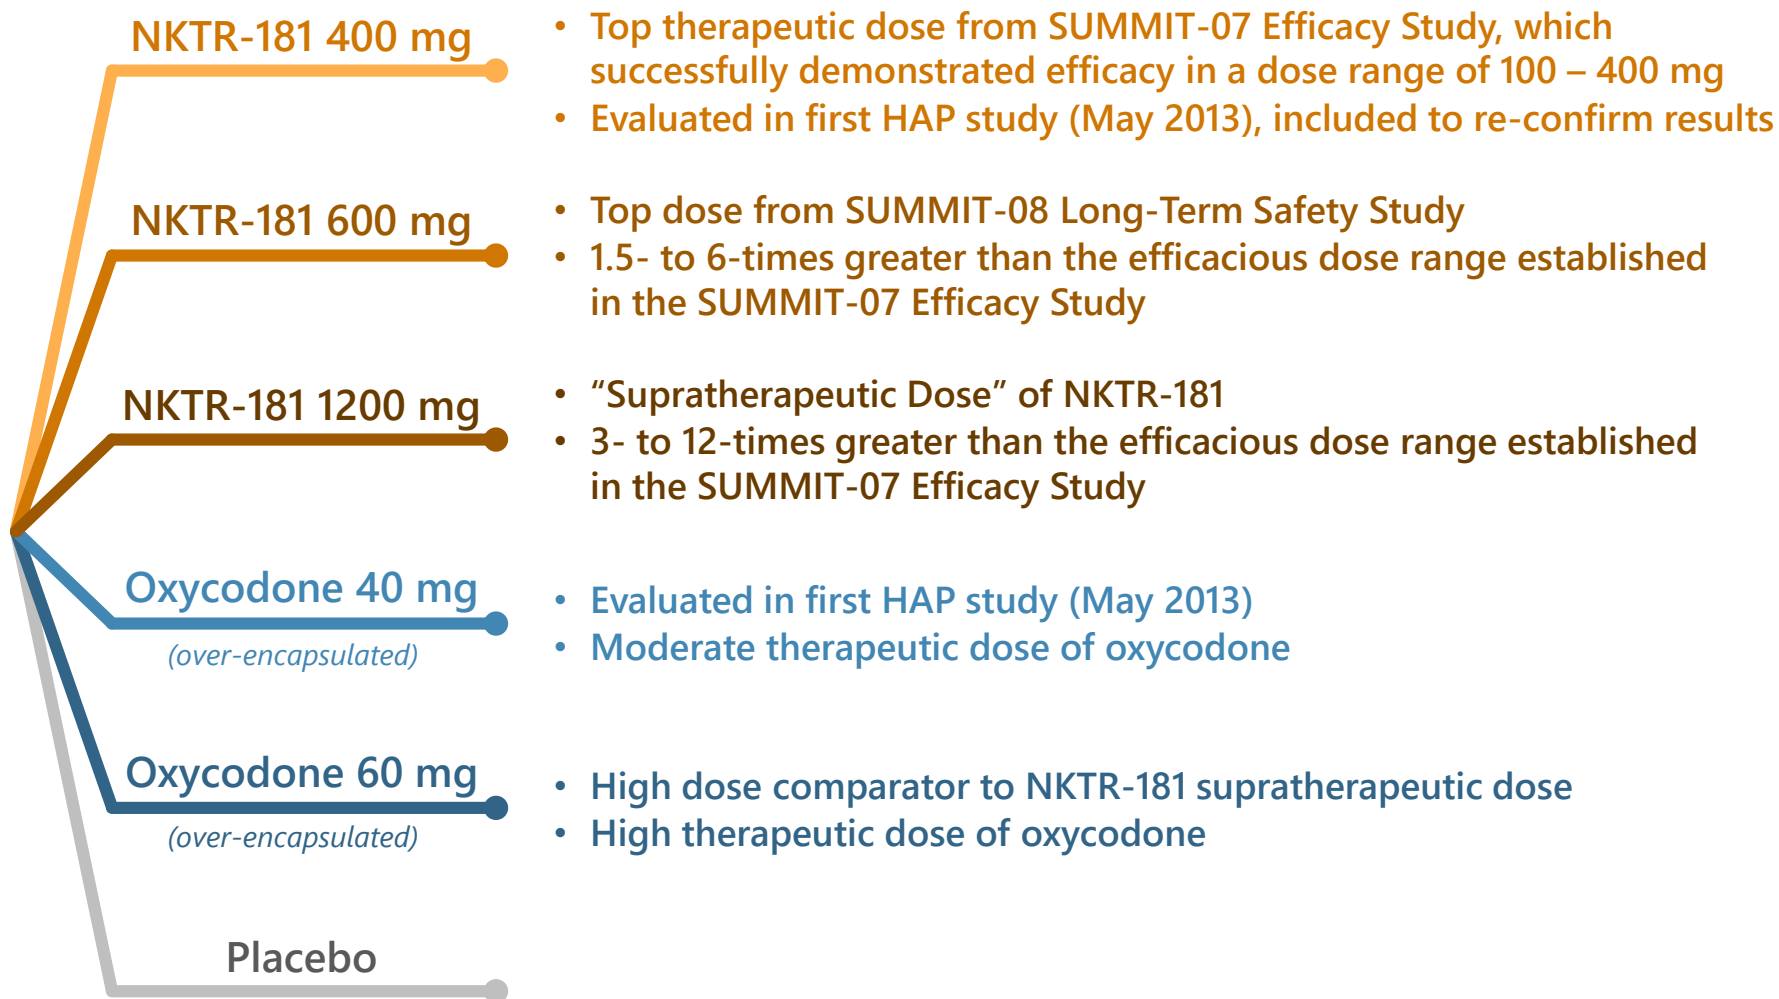 NKTR-181 400 mg
• Top therapeutic dose from SUMMIT-07 Efficacy Study, which
successfully demonstrated efficacy in a dose range of 100 – 400 mg
• Evaluated in first HAP study (May 2013), included to re-confirm results
NKTR-181 600 mg
• Top dose from SUMMIT-08 Long-Term Safety Study
• 1.5- to 6-times greater than the efficacious dose range established
in the SUMMIT-07 Efficacy Study
NKTR-181 1200 mg
• “Supratherapeutic Dose” of NKTR-181
• 3- to 12-times greater than the efficacious dose range established
in the SUMMIT-07 Efficacy Study
Oxycodone 40 mg
(over-encapsulated)
• Evaluated in first HAP study (May 2013)
• Moderate therapeutic dose of oxycodone
Oxycodone 60 mg
(over-encapsulated)
• High dose comparator to NKTR-181 supratherapeutic dose
• High therapeutic dose of oxycodone
Placebo